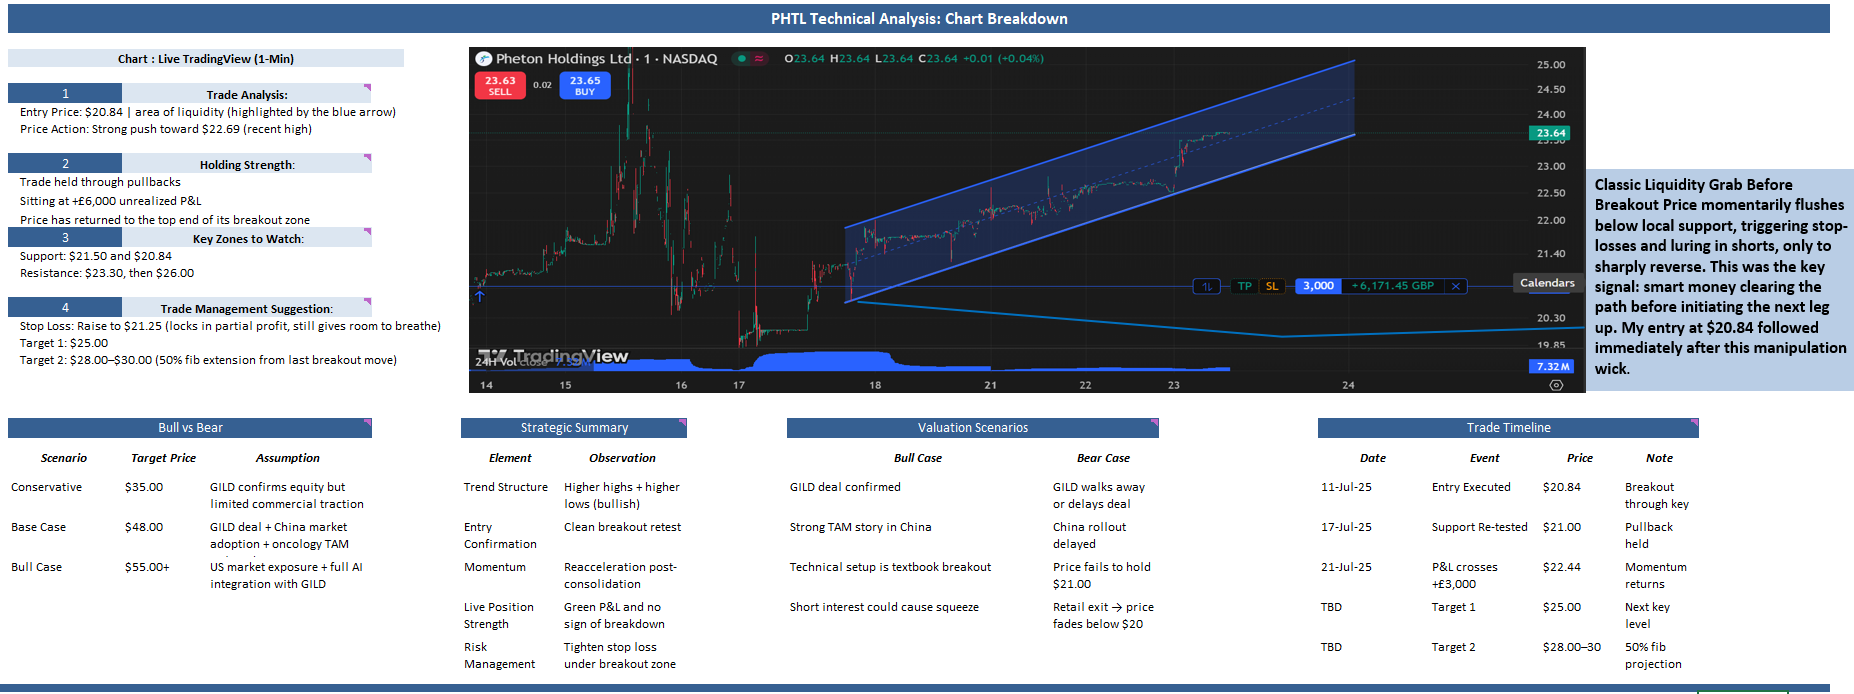 PHTL Technical Analysis: Chart Breakdown
Chart : Live TradingView (1-Min)
1 Trade Analysis:
Entry Price: $20.84 | area of liquidity (highlighted by the blue arrow)
Price Action: Strong push toward $22.69 (recent high)
2 Holding Strength:
Trade held through pullbacks
Sitting at +£6,000 unrealized P&L
Price has returned to the top end of its breakout zone
3 Key Zones to Watch:
Support: $21.50 and $20.84
Resistance: $23.30, then $26.00
4 Trade Management Suggestion:
Stop Loss: Raise to $21.25 (locks in partial profit, still gives room to breathe)
Target 1: $25.00
Target 2: $28.00–$30.00 (50% fib extension from last breakout move)
Pheton Holdings Ltd · 1 · NASDAQ O23.64 H23.64 L23.64 C23.64 +0.01 (+0.04%)
23.63
SELL
0.02
23.65
BUY
25.00
24.50
24.00
23.64
23.50
23.00
22.50
22.00
21.40
TP SL 3,000 +6,171.45 GBP
Calendars
20.30
19.85
TradingView
24H Vol close
7.32M
14 15 16 17 18 21 22 23 24
Classic Liquidity Grab Before
Breakout Price momentarily flushes
below local support, triggering stop-
losses and luring in shorts, only to
sharply reverse. This was the key
signal: smart money clearing the
path before initiating the next leg
up. My entry at $20.84 followed
immediately after this manipulation
wick.
Bull vs Bear
Scenario Target Price Assumption
Conservative $35.00 GILD confirms equity but
limited commercial traction
Base Case $48.00 GILD deal + China market
adoption + oncology TAM
Bull Case $55.00+ US market exposure + full AI
integration with GILD
Strategic Summary
Element Observation
Trend Structure Higher highs + higher
lows (bullish)
Entry Clean breakout retest
Confirmation
Momentum Reacceleration post-
consolidation
Live Position Green P&L and no
Strength sign of breakdown
Risk Tighten stop loss
Management under breakout zone
Valuation Scenarios
Bull Case Bear Case
GILD deal confirmed GILD walks away
or delays deal
Strong TAM story in China China rollout
delayed
Technical setup is textbook breakout Price fails to hold
$21.00
Short interest could cause squeeze Retail exit → price
fades below $20
Trade Timeline
Date Event Price Note
11-Jul-25 Entry Executed $20.84 Breakout
through key
17-Jul-25 Support Re-tested $21.00 Pullback
held
21-Jul-25 P&L crosses $22.44 Momentum
+£3,000 returns
TBD Target 1 $25.00 Next key
level
TBD Target 2 $28.00–30 50% fib
projection